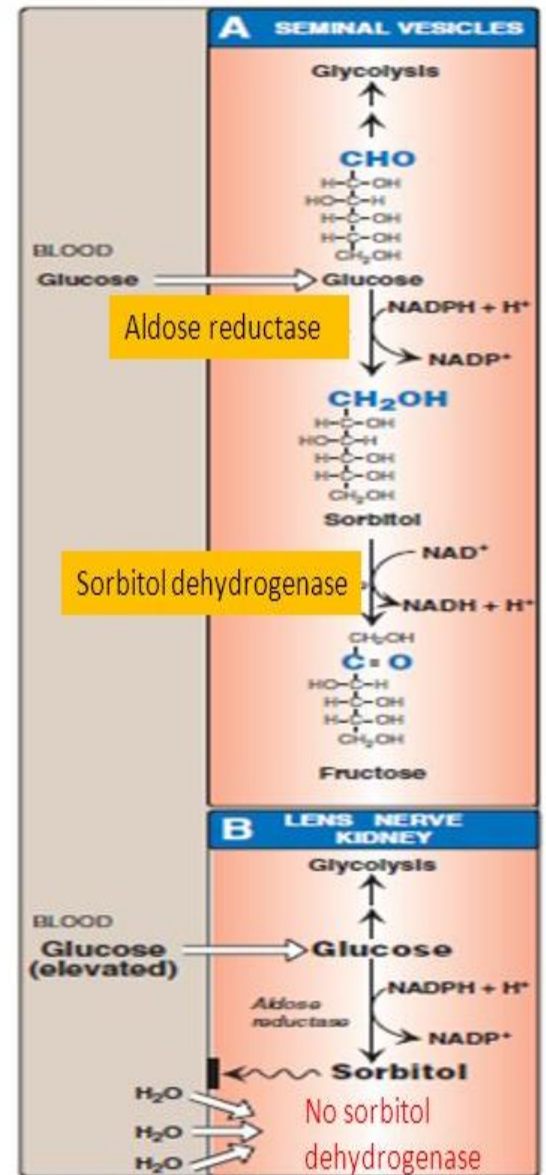 A SEMINAL VESICLES
Glycolysis
CHO
H-C-OH
HO-C-H
H-C-OH
H-C-OH
CH₂OH
BLOOD
Glucose
Glucose
Aldose reductase
NADPH + H⁺
NADP⁺
CH₂OH
H-C-OH
HO-C-H
H-C-OH
H-C-OH
CH₂OH
Sorbitol
Sorbitol dehydrogenase
NAD⁺
NADH + H⁺
CH₂OH
C = O
HO-C-H
H-C-OH
H-C-OH
CH₂OH
Fructose
B LENS NERVE
KIDNEY
Glycolysis
BLOOD
Glucose
(elevated)
Glucose
NADPH + H⁺
Aldose
reductase
NADP⁺
Sorbitol
H₂O
H₂O
H₂O
No sorbitol
dehydrogenase